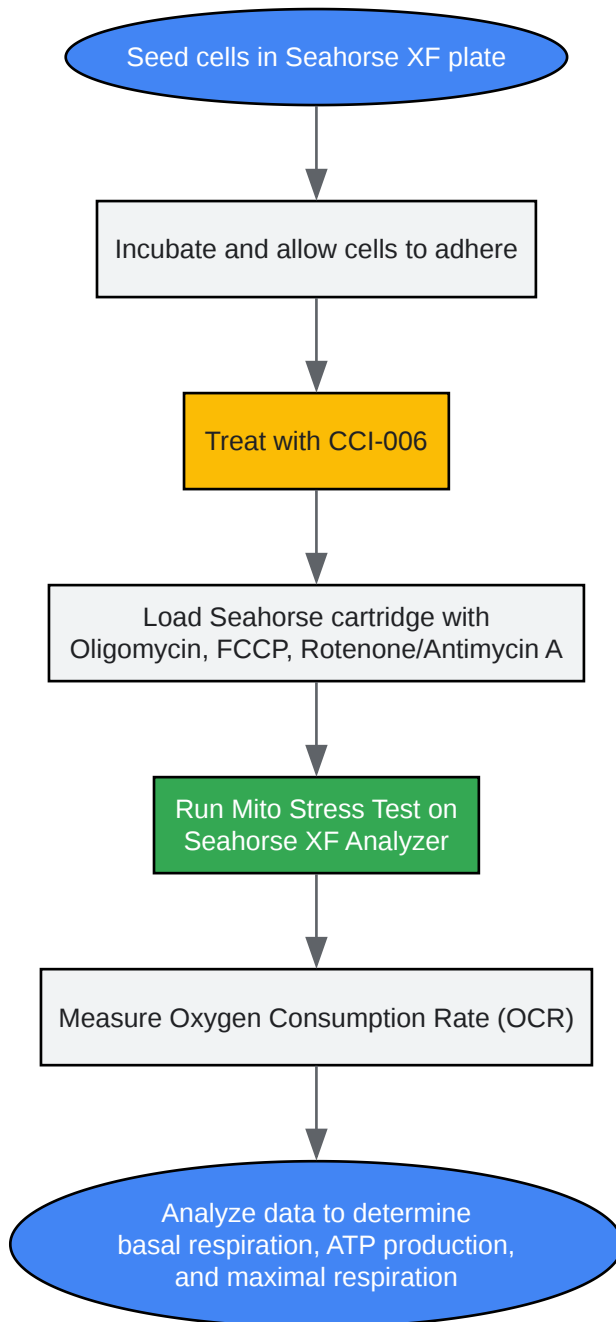 Seed cells in Seahorse XF plate
Incubate and allow cells to adhere
Treat with CCI-006
Load Seahorse cartridge with
Oligomycin, FCCP, Rotenone/Antimycin A
Run Mito Stress Test on
Seahorse XF Analyzer
Measure Oxygen Consumption Rate (OCR)
Analyze data to determine
basal respiration, ATP production,
and maximal respiration